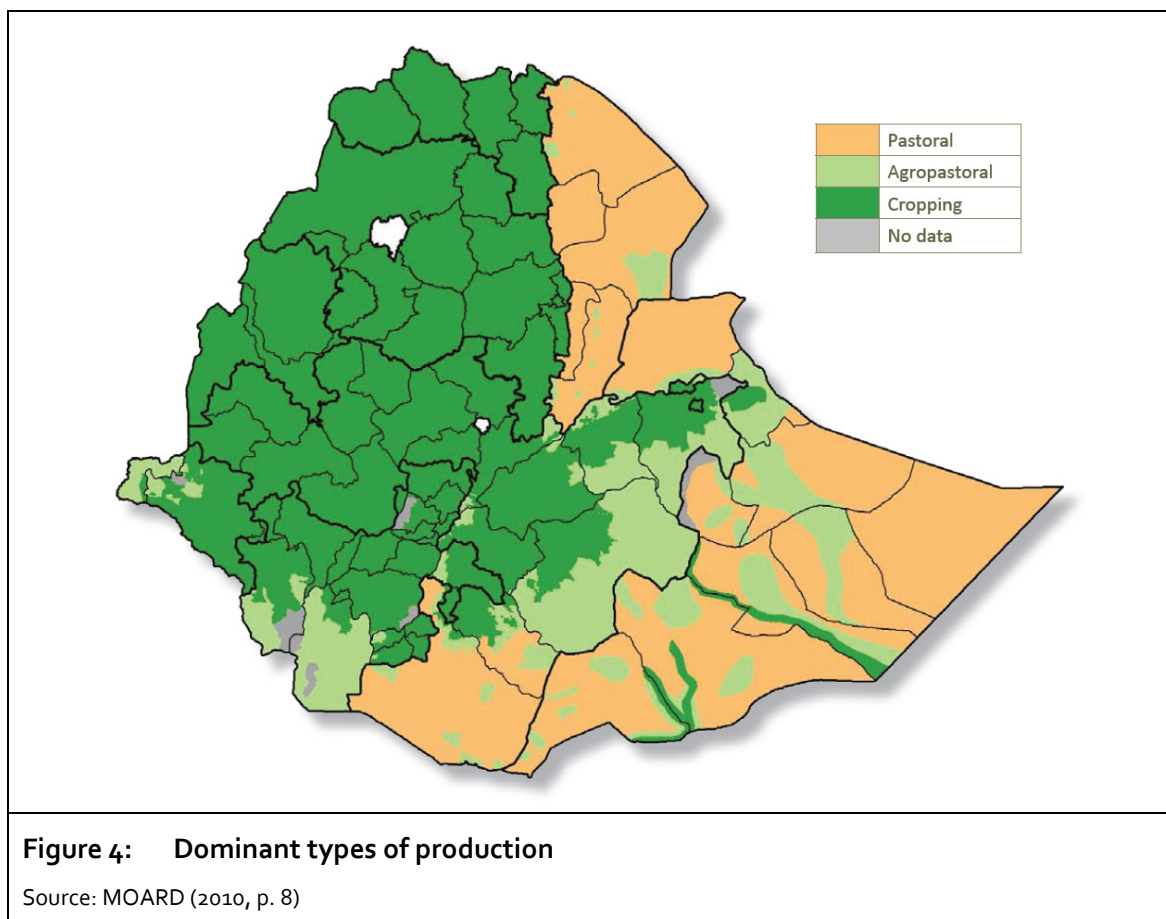 Pastoral
Agropastoral
Cropping
No data
Figure 4: Dominant types of production
Source: MOARD (2010, p. 8)